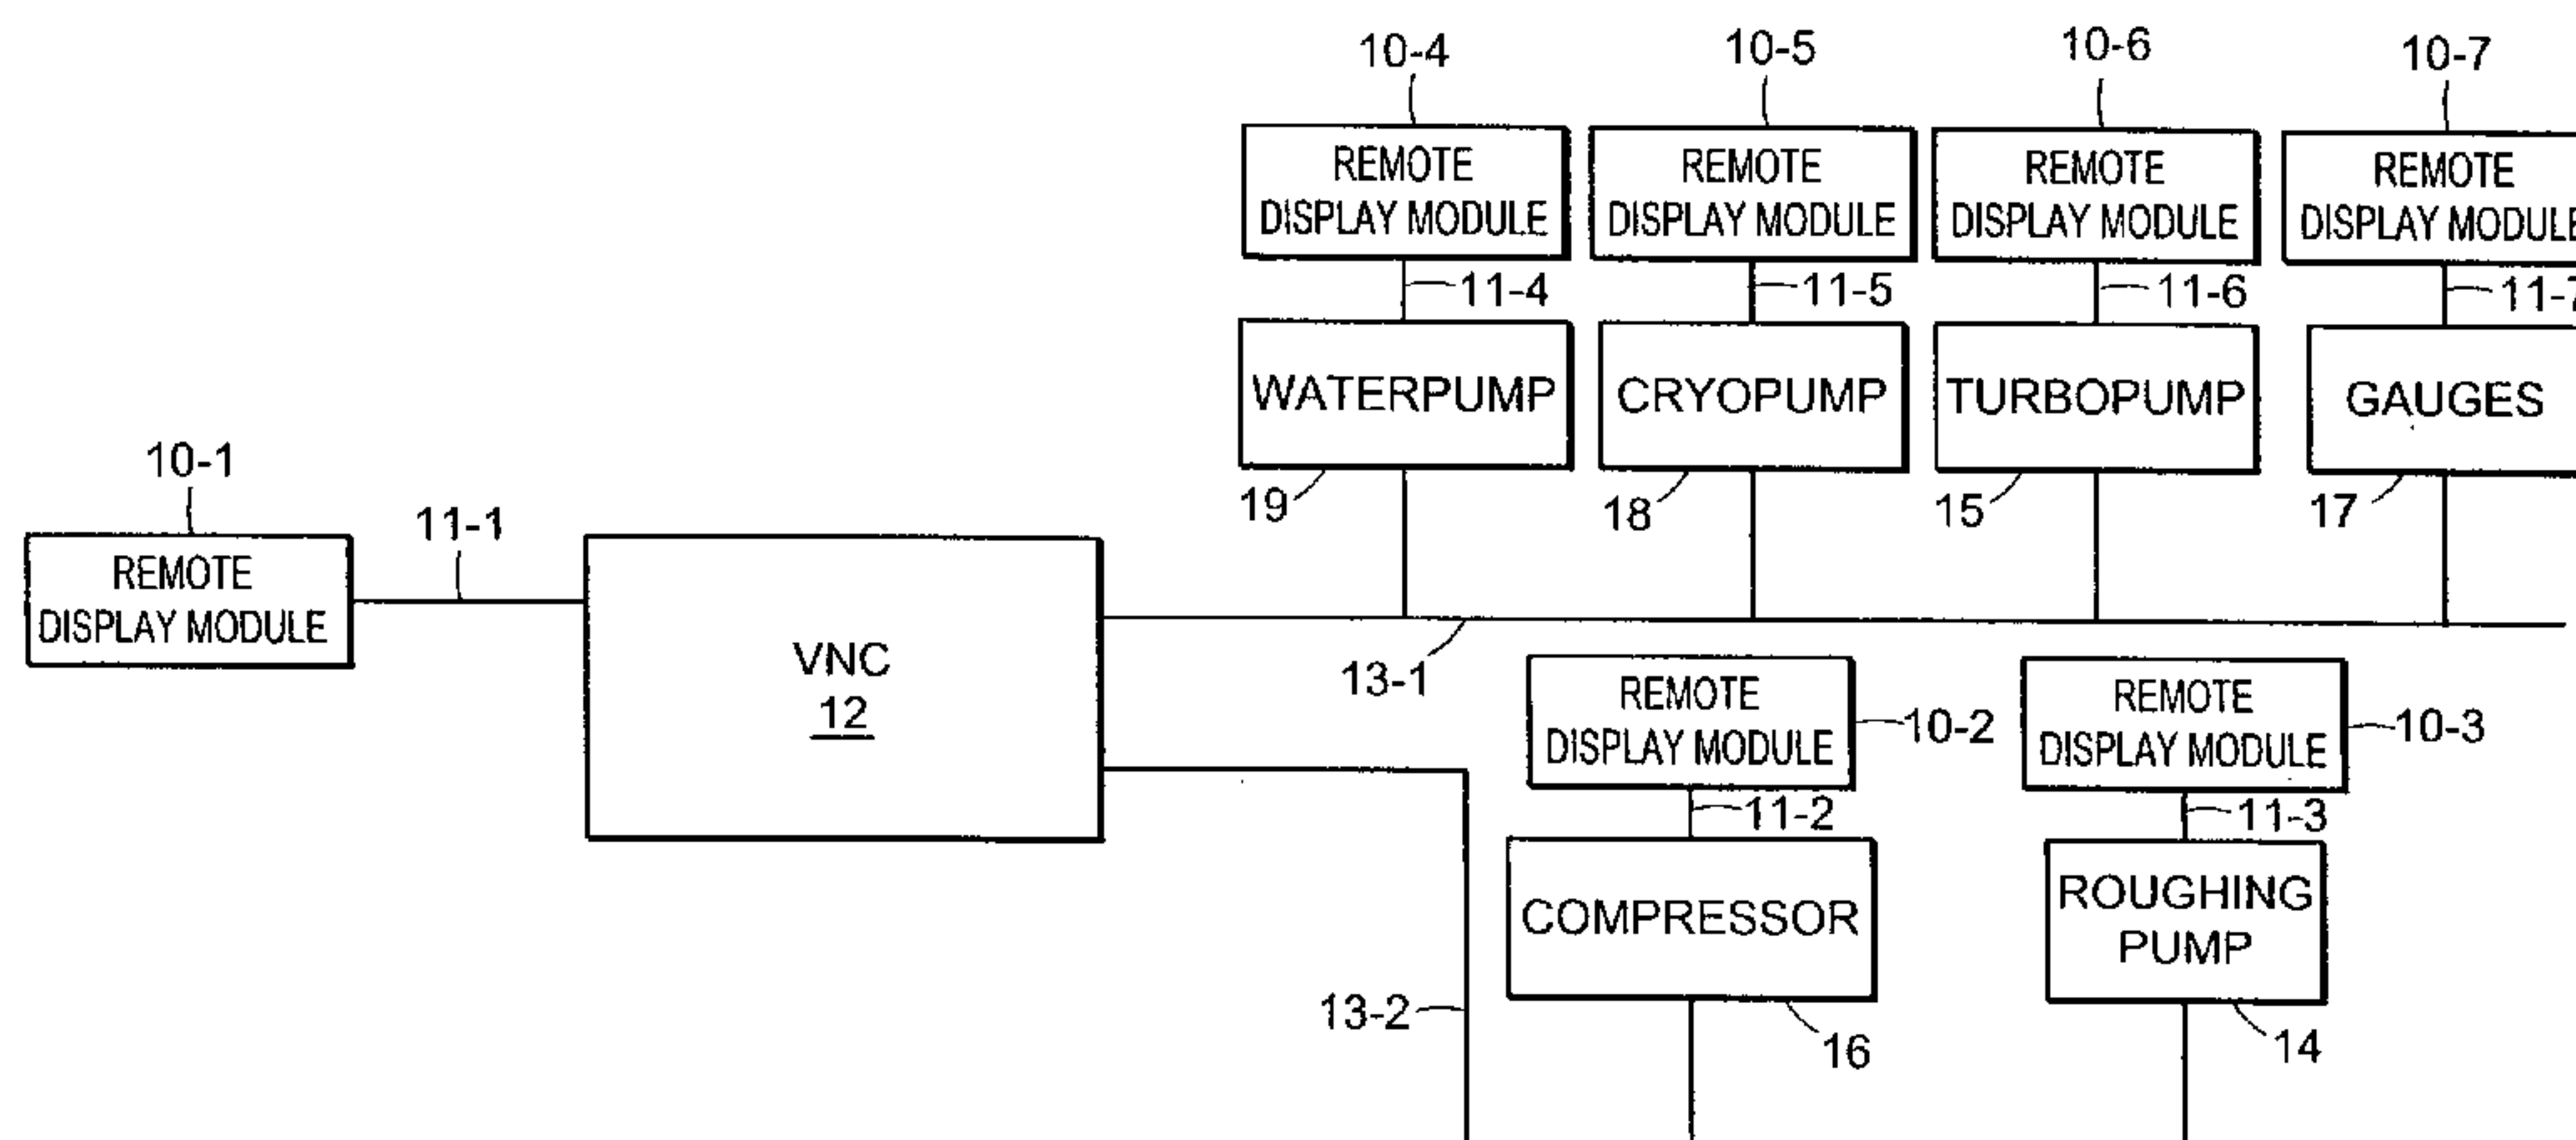 10-4
10-5
10-6
10-7
REMOTE
DISPLAY MODULE
REMOTE
DISPLAY MODULE
REMOTE
DISPLAY MODULE
REMOTE
DISPLAY MODULE
11-4
11-5
11-6
11-7
WATERPUMP
CRYOPUMP
TURBOPUMP
GAUGES
19
18
15
17
10-1
11-1
REMOTE
DISPLAY MODULE
VNC
12
13-1
REMOTE
DISPLAY MODULE
10-2
REMOTE
DISPLAY MODULE
10-3
11-2
11-3
COMPRESSOR
ROUGHING
PUMP
13-2
16
14